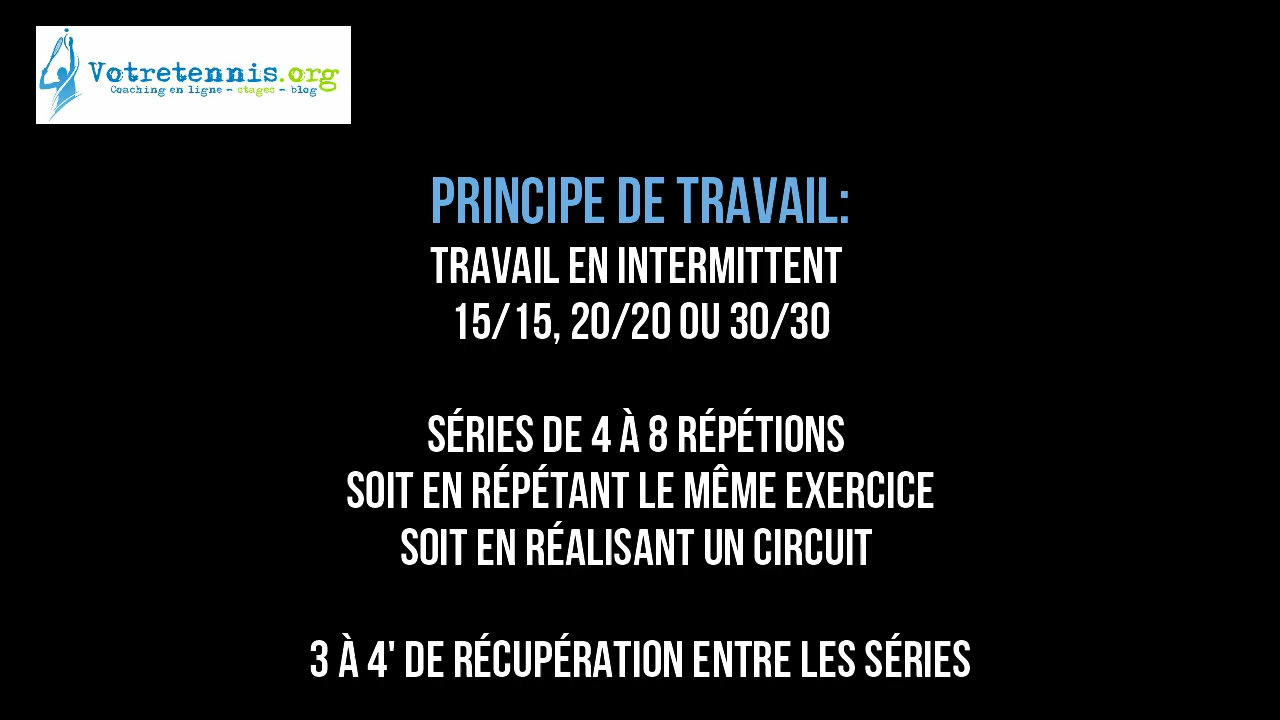 Votretennis.org
Coaching en ligne - stages - blog
PRINCIPE DE TRAVAIL:
TRAVAIL EN INTERMITTENT
15/15, 20/20 OU 30/30
SÉRIES DE 4 À 8 RÉPÉTIONS
SOIT EN RÉPÉTANT LE MÊME EXERCICE
SOIT EN RÉALISANT UN CIRCUIT
3 À 4' DE RÉCUPÉRATION ENTRE LES SÉRIES